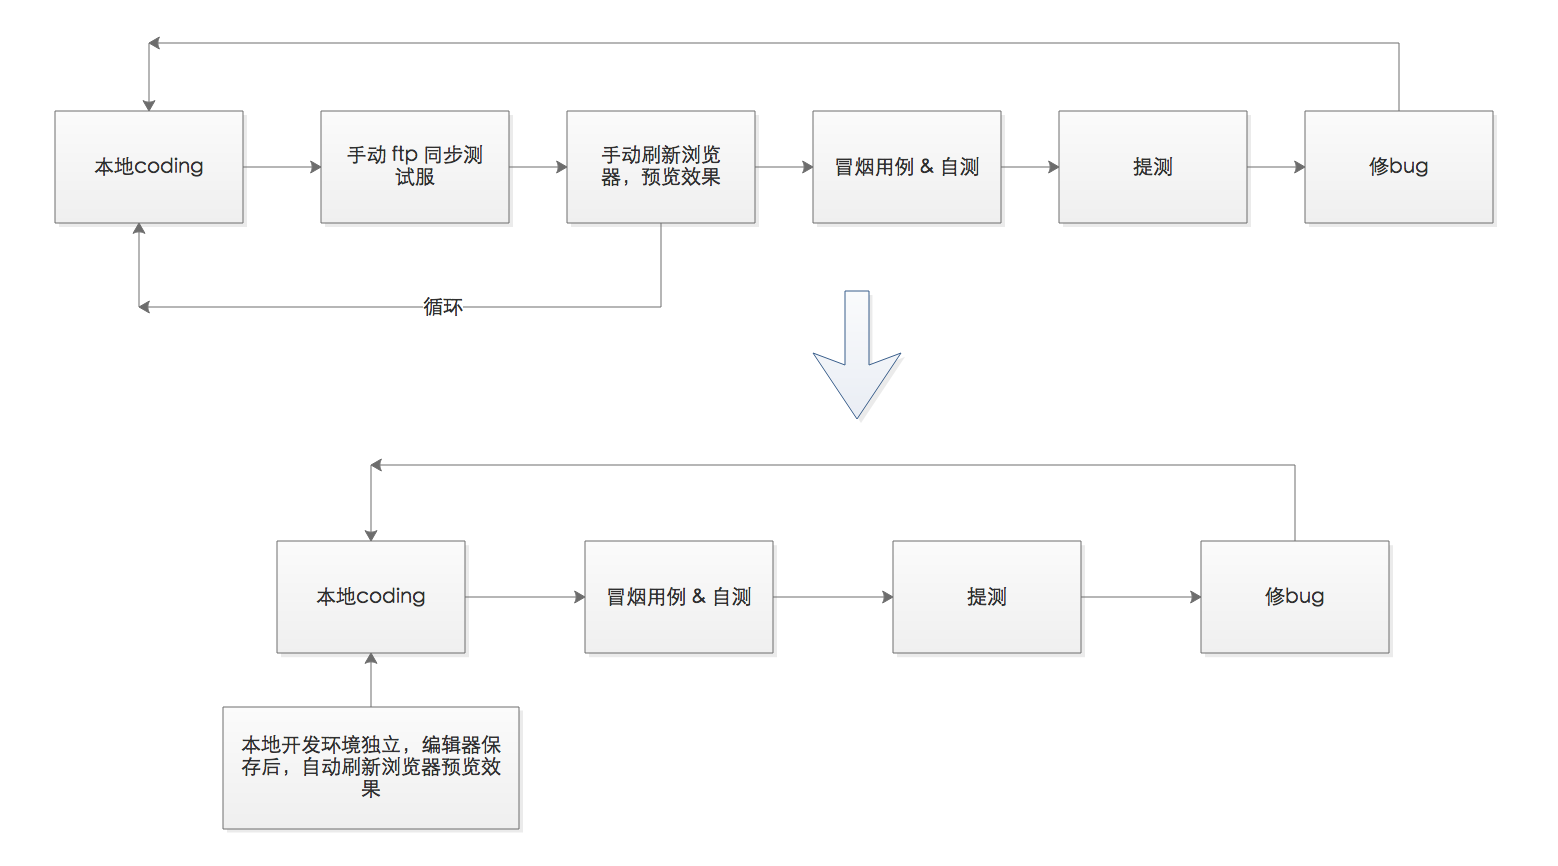 本地coding
手动 ftp 同步测
试服
手动刷新浏览
器，预览效果
冒烟用例 & 自测
提测
修bug
循环
本地coding
冒烟用例 & 自测
提测
修bug
本地开发环境独立，编辑器保
存后，自动刷新浏览器预览效
果